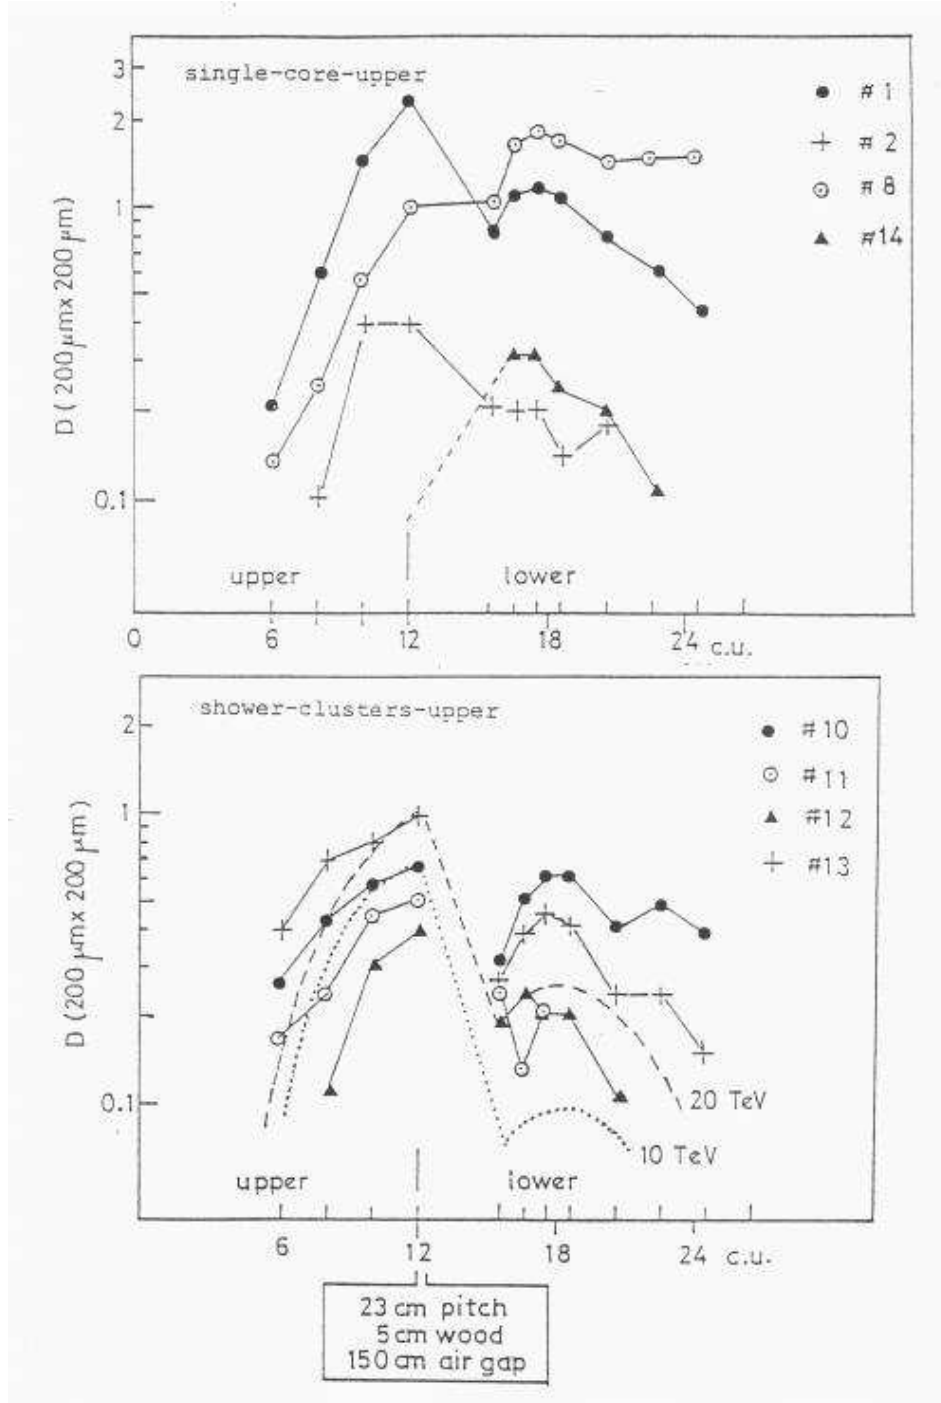 single-core-upper
3
2
1
0.1
D (200 μm x 200 μm)
# 1
# 2
# 8
#14
upper
lower
0
6
12
18
24
c.u.
shower-clusters-upper
2
1
0.1
D (200 μm x 200 μm)
#10
#11
#12
#13
20 TeV
10 TeV
upper
lower
6
12
18
24
c.u.
23 cm pitch
5 cm wood
150 cm air gap